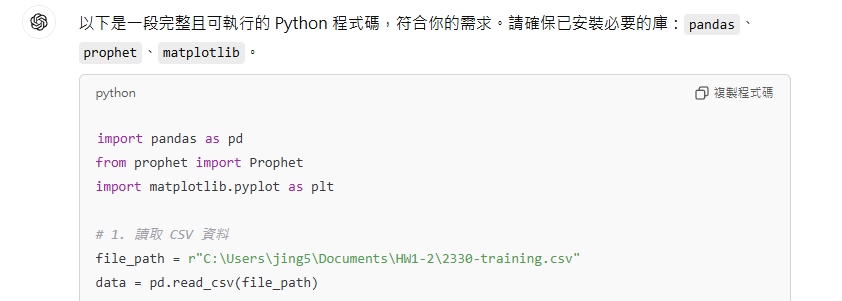 以下是一段完整且可執行的 Python 程式碼，符合你的需求。請確保已安裝必要的庫：pandas、
prophet、matplotlib。
python
複製程式碼
import pandas as pd
from prophet import Prophet
import matplotlib.pyplot as plt
# 1. 讀取 CSV 資料
file_path = r"C:\Users\jing5\Documents\HW1-2\2330-training.csv"
data = pd.read_csv(file_path)